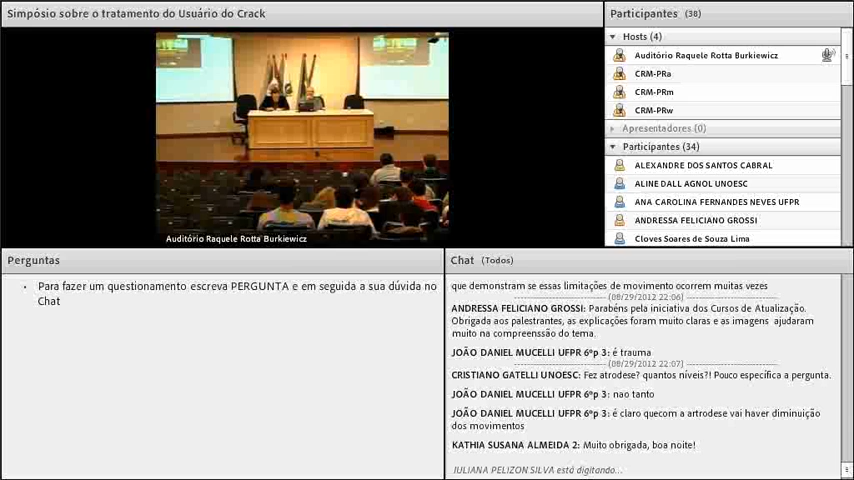 Simpósio sobre o tratamento do Usuário do Crack
Auditório Raquele Rotta Burkiewicz
Participantes (38)
Hosts (4)
Auditório Raquele Rotta Burkiewicz
CRM-PRa
CRM-PRm
CRM-PRw
Apresentadores (0)
Participantes (34)
ALEXANDRE DOS SANTOS CABRAL
ALINE DALL AGNOL UNOESC
ANA CAROLINA FERNANDES NEVES UFPR
ANDRESSA FELICIANO GROSSI
Cloves Soares de Souza Lima
Perguntas
Para fazer um questionamento escreva PERGUNTA e em seguida a sua dúvida no
Chat
Chat (Todos)
que demonstram se essas limitações de movimento ocorrem muitas vezes
(08/29/2012 22:06)
ANDRESSA FELICIANO GROSSI: Parabéns pela iniciativa dos Cursos de Atualização.
Obrigada aos palestrantes, as explicações foram muito claras e as imagens ajudaram
muito na compreenssão do tema.
JOÃO DANIEL MUCELLI UFPR 6ºp 3: é trauma
(08/29/2012 22:07)
CRISTIANO GATELLI UNOESC: Fez atrodese? quantos níveis?! Pouco especifica a pergunta.
JOÃO DANIEL MUCELLI UFPR 6ºp 3: nao tanto
JOÃO DANIEL MUCELLI UFPR 6ºp 3: é claro quecom a artrodese vai haver diminuição
dos movimentos
KATHIA SUSANA ALMEIDA 2: Muito obrigada, boa noite!
IULIANA PELIZON SILVA está digitando...